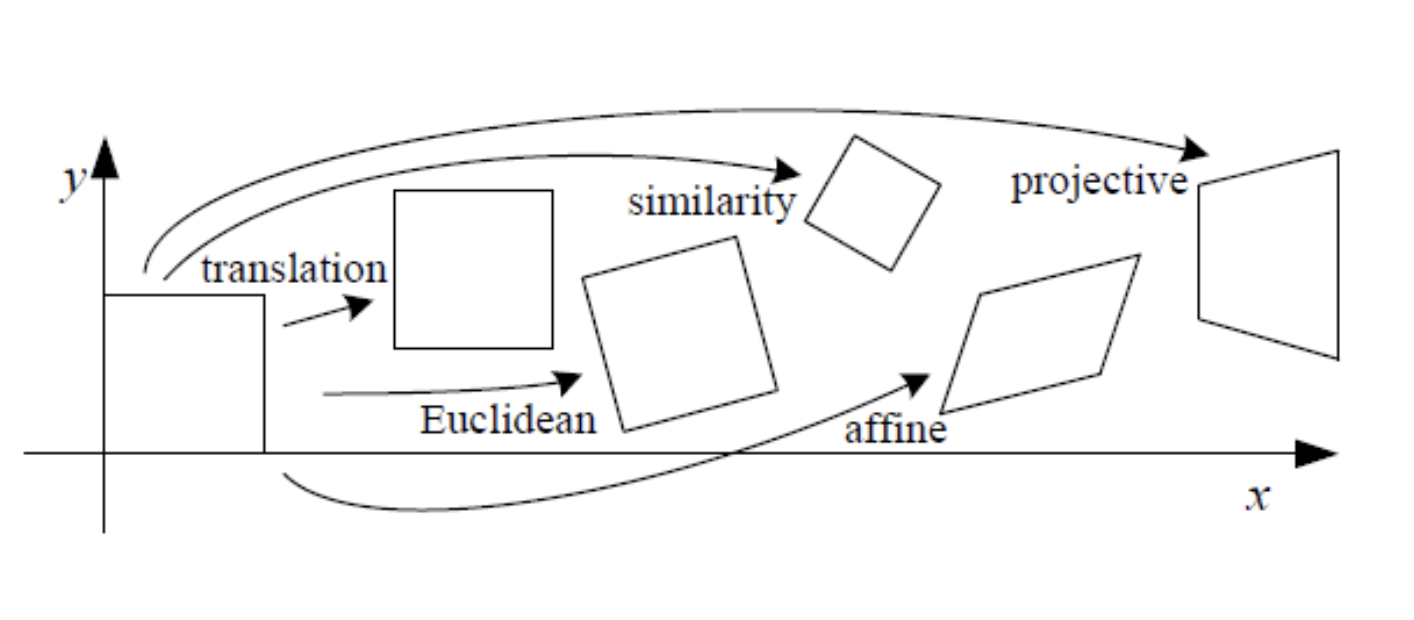 y
similarity
projective
translation
Euclidean
affine
x